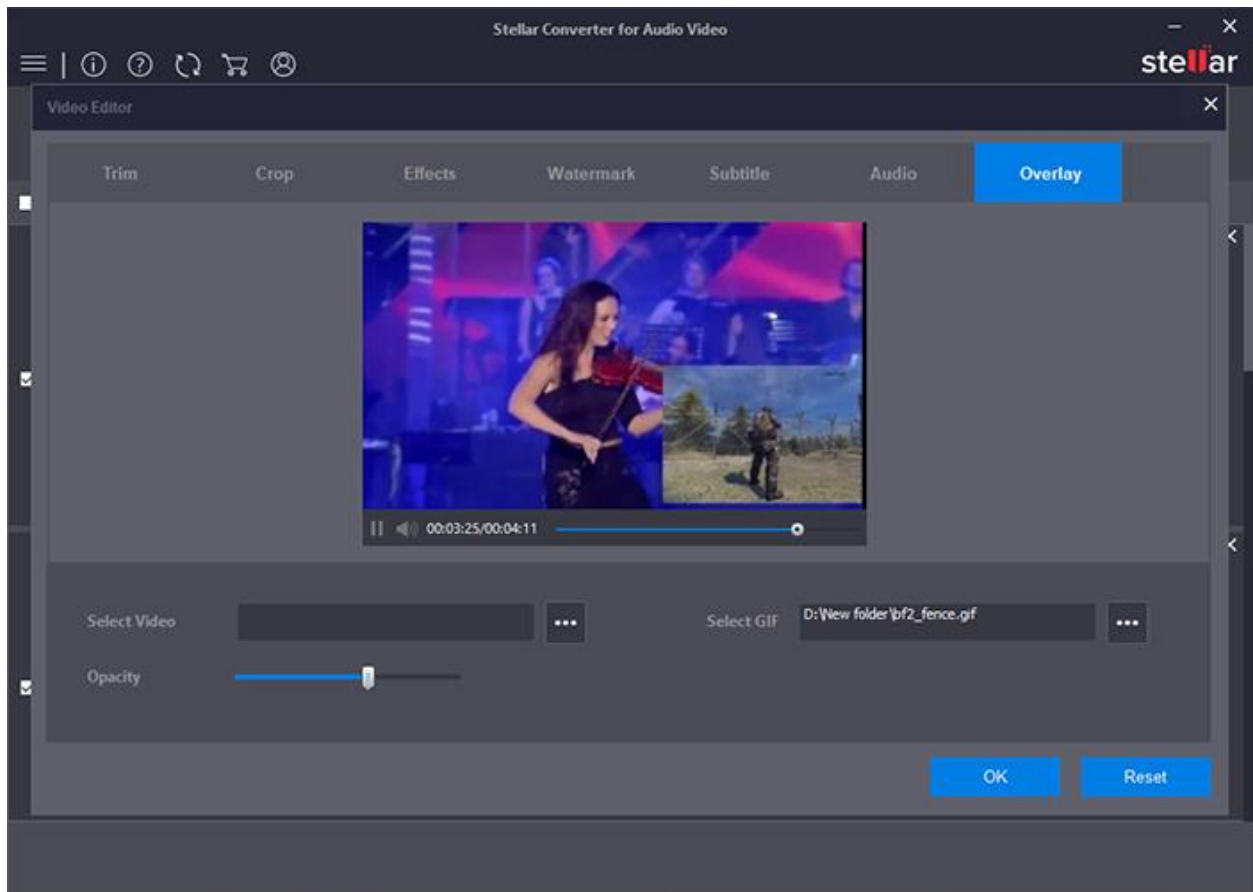 Stellar Converter for Audio Video
stellar
Video Editor
Trim Crop Effects Watermark Subtitle Audio Overlay
00:03:25/00:04:11
Select Video Select GIF D:\New folder\bf2_fence.gif
Opacity
OK Reset